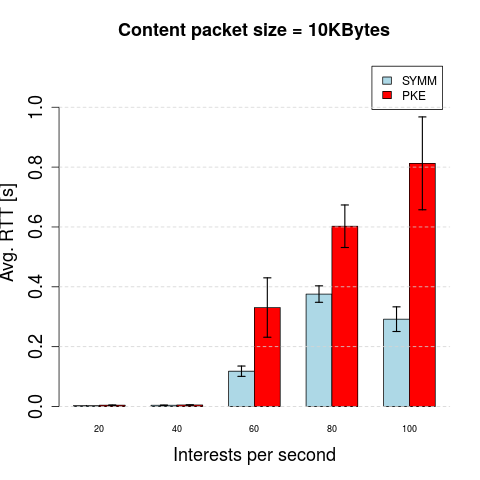 Content packet size = 10KBytes
SYMM
PKE
Avg. RTT [s]
1.0
0.8
0.6
0.4
0.2
0.0
20 40 60 80 100
Interests per second